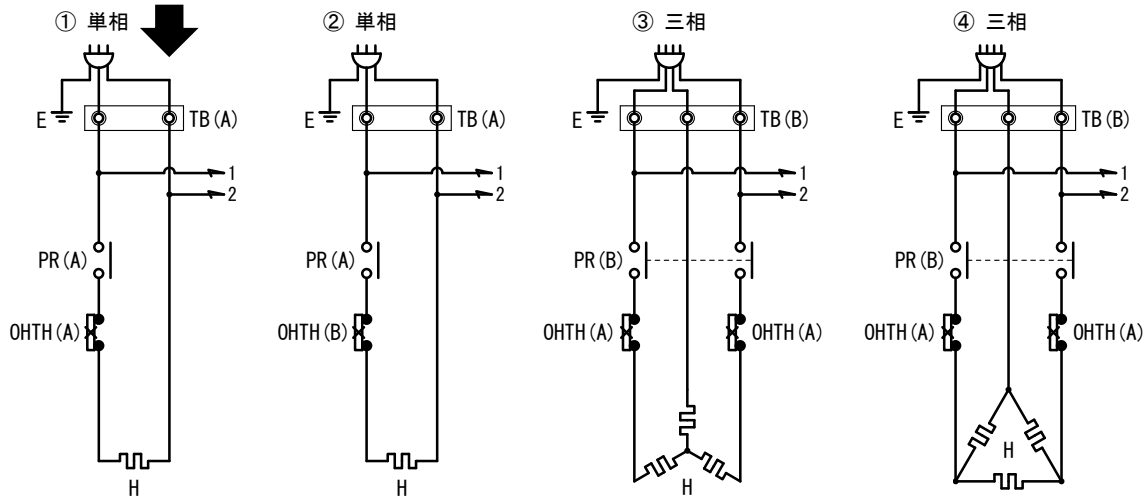 ① 単相
② 単相
③ 三相
④ 三相
E
TB(A)
E
TB(A)
E
TB(B)
E
TB(B)
1
2
1
2
1
2
1
2
PR(A)
PR(A)
PR(B)
PR(B)
OHTH(A)
OHTH(B)
OHTH(A)
OHTH(A)
OHTH(A)
OHTH(A)
H
H
H
H